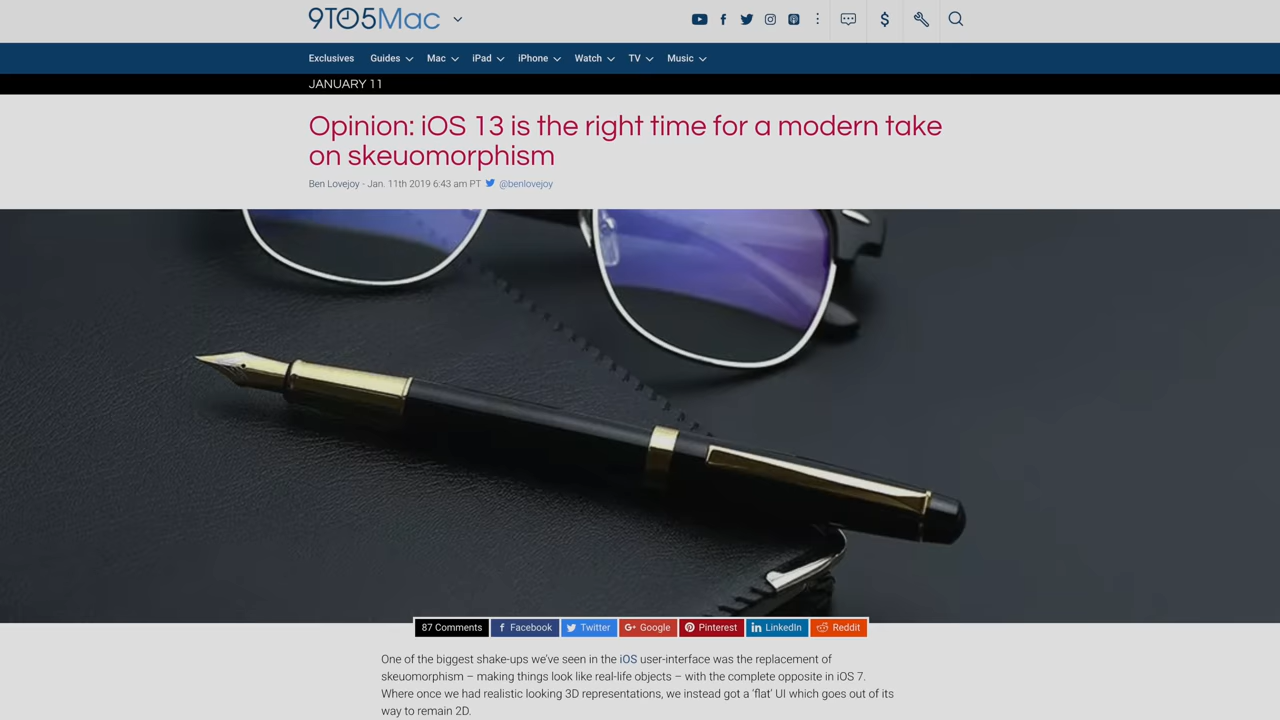 9TO5Mac
Exclusives Guides Mac iPad iPhone Watch TV Music
JANUARY 11
Opinion: iOS 13 is the right time for a modern take
on skeuomorphism
Ben Lovejoy - Jan. 11th 2019 6:43 am PT @benlovejoy
87 Comments Facebook Twitter Google Pinterest LinkedIn Reddit
One of the biggest shake-ups we've seen in the iOS user-interface was the replacement of
skeuomorphism – making things look like real-life objects – with the complete opposite in iOS 7.
Where once we had realistic looking 3D representations, we instead got a 'flat' UI which goes out of its
way to remain 2D.